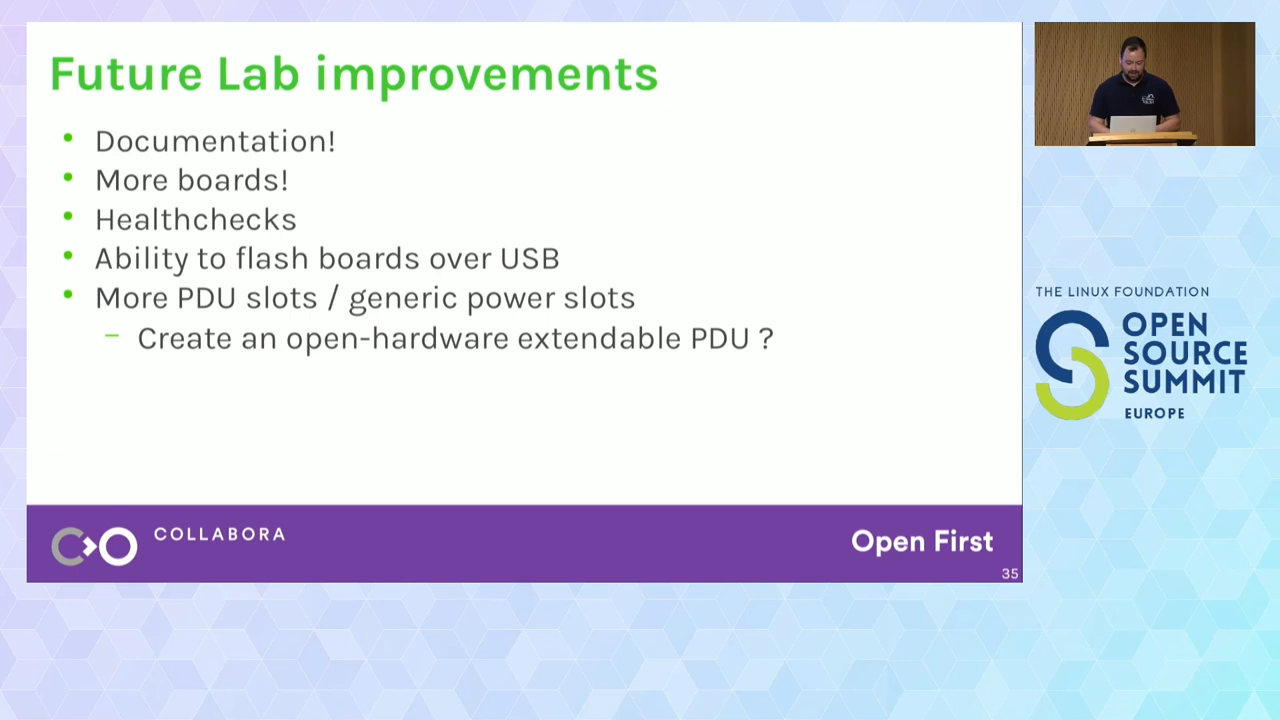 Future Lab improvements
• Documentation!
• More boards!
• Healthchecks
• Ability to flash boards over USB
• More PDU slots / generic power slots
– Create an open-hardware extendable PDU ?
COLLABORA
Open First
35
THE LINUX FOUNDATION
OPEN
SOURCE
SUMMIT
EUROPE